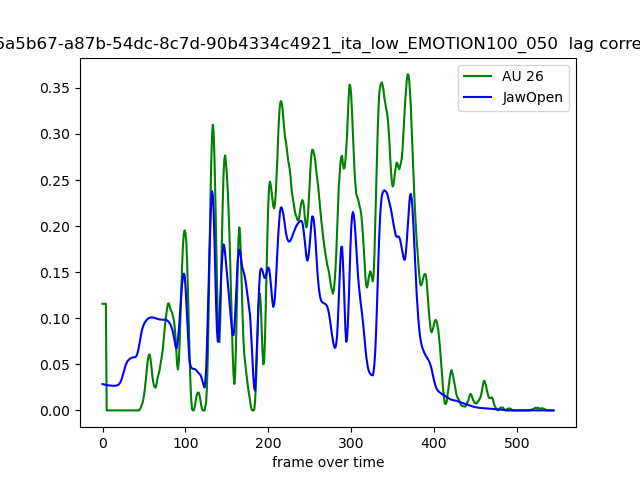 6a5b67-a87b-54dc-8c7d-90b4334c4921_ita_low_EMOTION100_050 lag corre
AU 26
JawOpen
0.35
0.30
0.25
0.20
0.15
0.10
0.05
0.00
0 100 200 300 400 500
frame over time